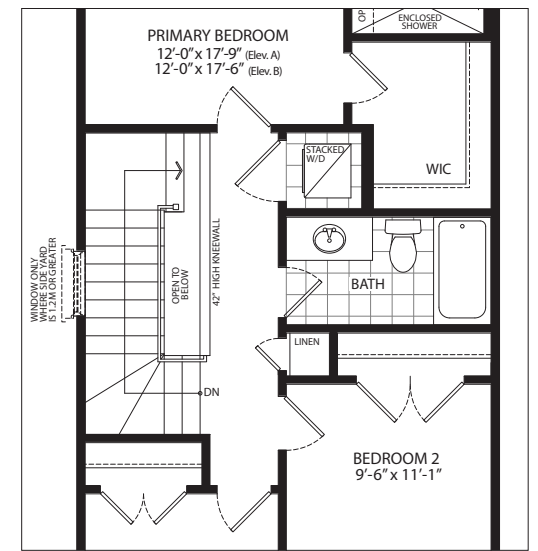 PRIMARY BEDROOM
12'-0" x 17'-9" (Elev. A)
12'-0" x 17'-6" (Elev. B)
OP
ENCLOSED
SHOWER
STACKED
W/D
WIC
WINDOW ONLY
WHERE SIDE YARD
IS 1.2 M OR GREATER
OPEN TO
BELOW
42" HIGH KNEEWALL
BATH
LINEN
DN
BEDROOM 2
9'-6" x 11'-1"